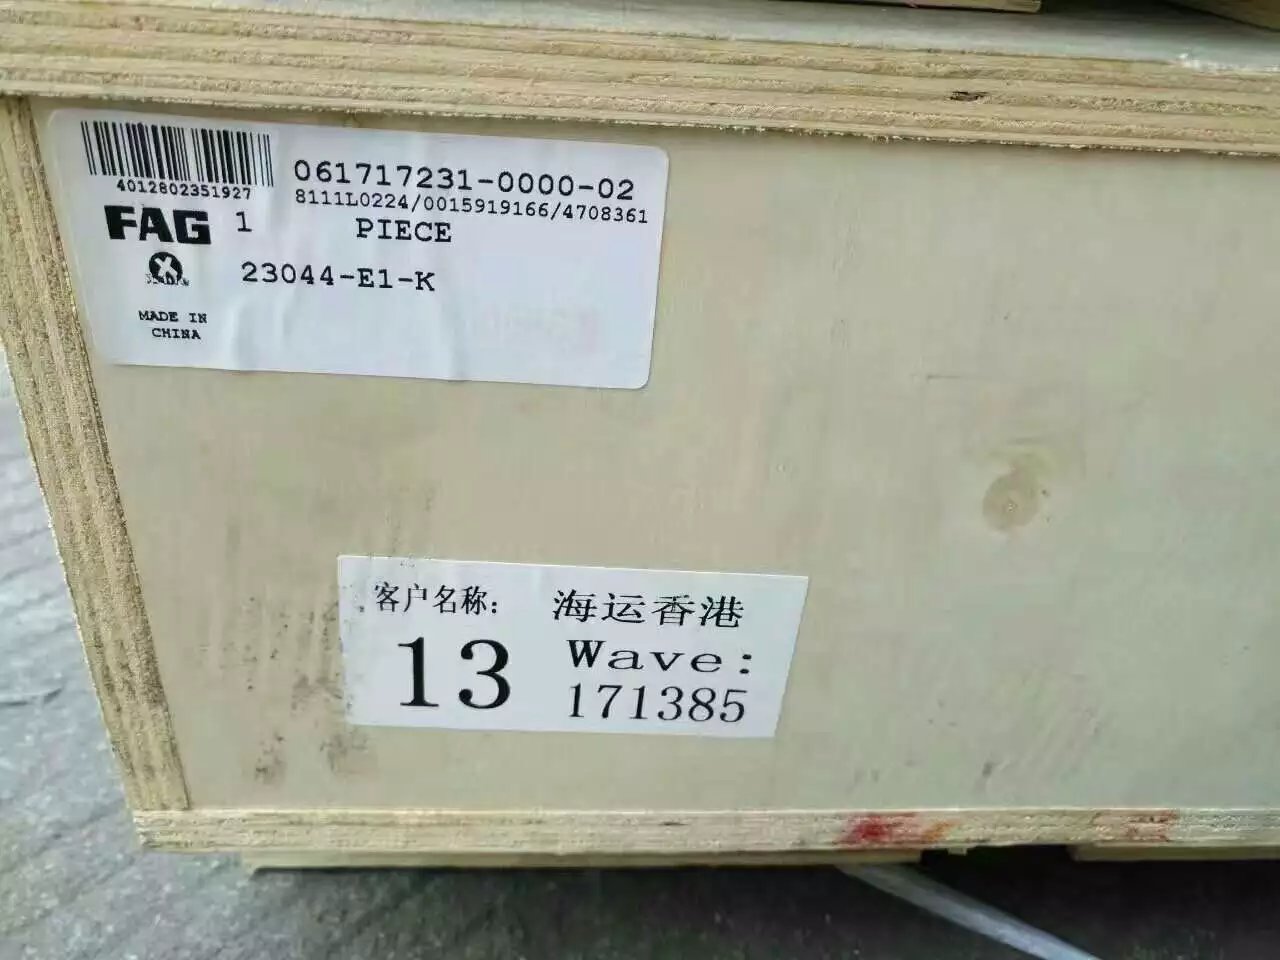 4012802351927
061717231-0000-02
8111L0224/0015919166/4708361
FAG 1 PIECE
X
23044-E1-K
MADE IN
CHINA
客户名称: 海运香港
13 Wave:
171385